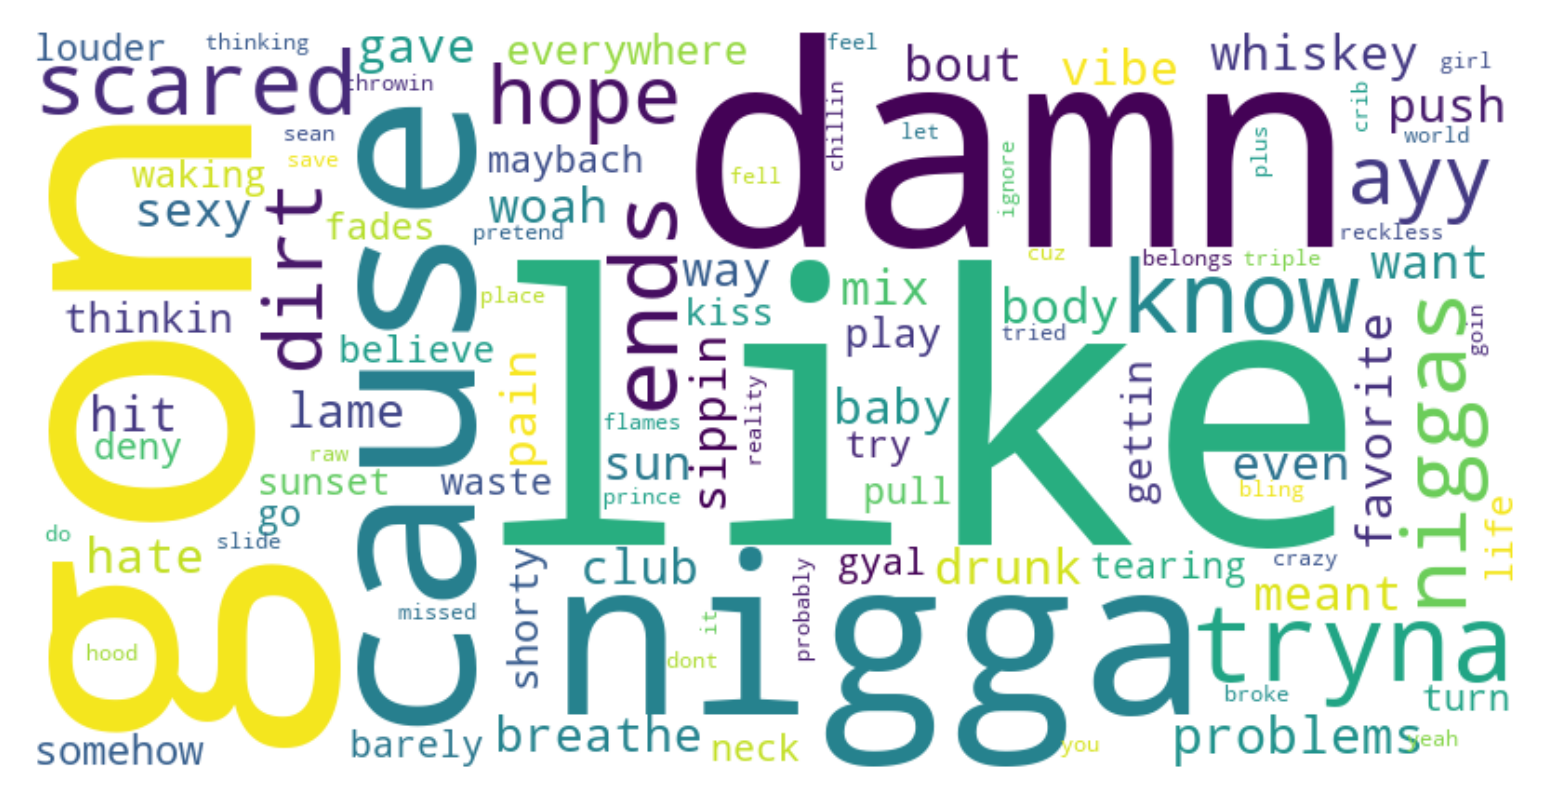 louder
thinking
gave
everywhere
feel
bout
vibe
whiskey
girl
scared
throwin
hope
damn
chillin
crib
push
sean
let
world
save
maybach
fell
ignore
plus
ayy
waking
sexy
dirt
fades
woah
pretend
reckless
gon
cause
ends
way
cuz
belongs
triple
want
place
like
kiss
mix
body
know
thinkin
believe
play
tried
favorite
niggas
goin
hit
deny
lame
pain
flames
sippin
reality
baby
try
gettin
raw
sunset
waste
sun
prince
pull
even
bling
go
do
hate
slide
life
shorty
club
nigga
gyal
drunk
tearing
crazy
missed
it
probably
meant
hood
dont
tryna
broke
turn
somehow
barely
breathe
neck
you
problems
yeah